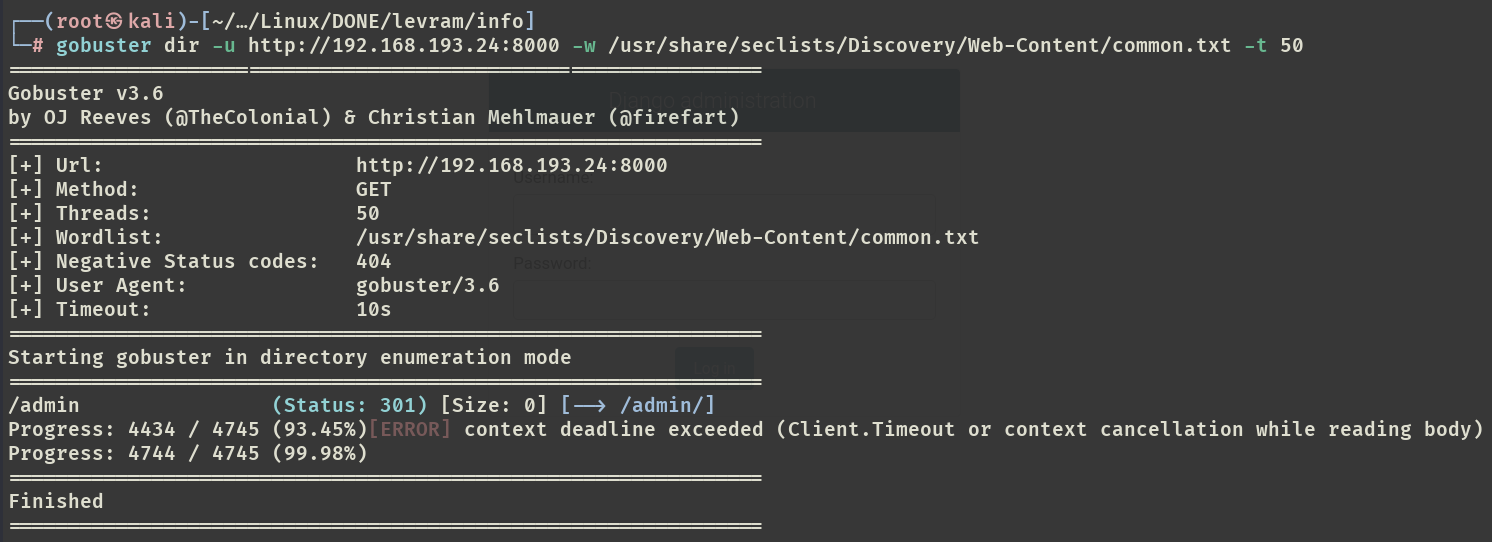 ┌──(root㉿kali)-[~/…/Linux/DONE/levram/info]
└─# gobuster dir -u http://192.168.193.24:8000 -w /usr/share/seclists/Discovery/Web-Content/common.txt -t 50
===============================================================
Gobuster v3.6
Django administration
by OJ Reeves (@TheColonial) & Christian Mehlmauer (@firefart)
===============================================================
[+] Url:                     http://192.168.193.24:8000
Username:
[+] Method:                  GET
[+] Threads:                 50
[+] Wordlist:                /usr/share/seclists/Discovery/Web-Content/common.txt
[+] Negative Status codes:   404
Password:
[+] User Agent:              gobuster/3.6
[+] Timeout:                 10s
===============================================================
Starting gobuster in directory enumeration mode
Log in
===============================================================
/admin                (Status: 301) [Size: 0] [--> /admin/]
Progress: 4434 / 4745 (93.45%)[ERROR] context deadline exceeded (Client.Timeout or context cancellation while reading body)
Progress: 4744 / 4745 (99.98%)
===============================================================
Finished
===============================================================